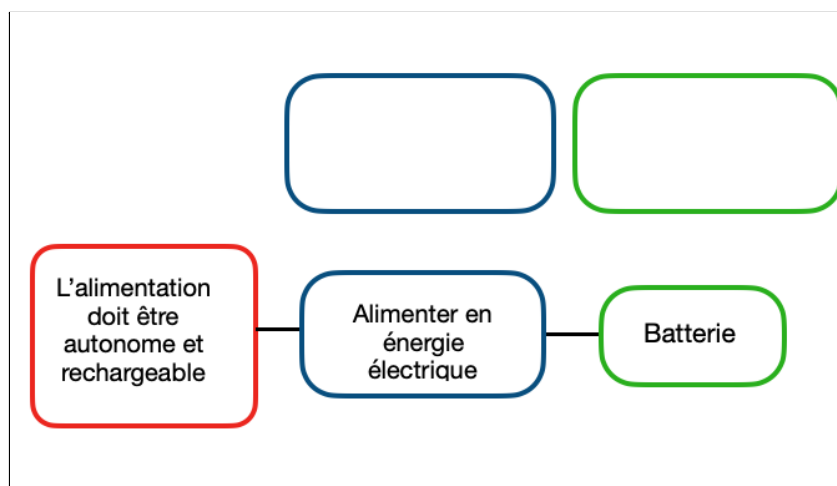 L’alimentation
doit être
autonome et
rechargeable
Alimenter en
énergie
électrique
Batterie